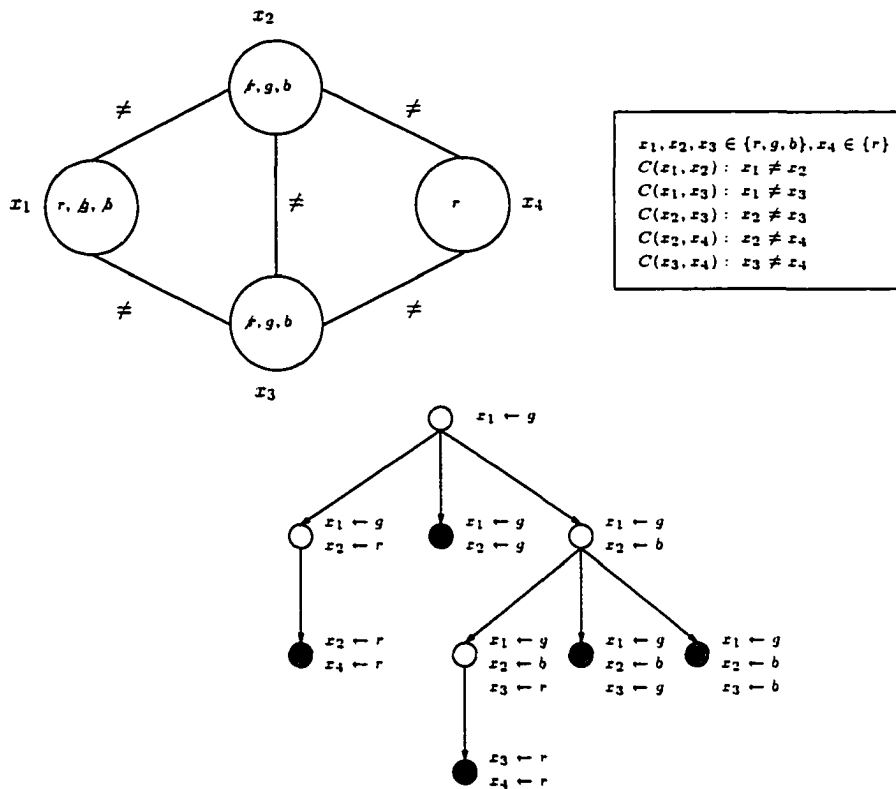 x₂
r, g, b
≠
≠
x₁
r, g, b
≠
r
x₄
≠
≠
r, g, b
x₃
x₁, x₂, x₃ ∈ {r, g, b}, x₄ ∈ {r}
C(x₁, x₂) : x₁ ≠ x₂
C(x₁, x₃) : x₁ ≠ x₃
C(x₂, x₃) : x₂ ≠ x₃
C(x₂, x₄) : x₂ ≠ x₄
C(x₃, x₄) : x₃ ≠ x₄
x₁ ← g
x₁ ← g
x₂ ← r
x₁ ← g
x₂ ← g
x₁ ← g
x₂ ← b
x₂ ← r
x₄ ← r
x₁ ← g
x₂ ← b
x₃ ← r
x₁ ← g
x₂ ← b
x₃ ← g
x₁ ← g
x₂ ← b
x₃ ← b
x₃ ← r
x₄ ← r